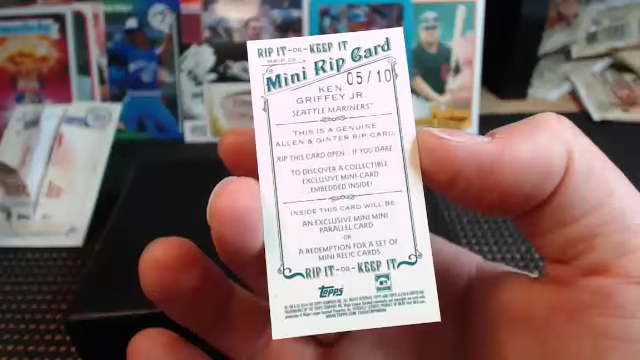 RIP IT-OR-KEEP IT
Mini Rip Card
05/10
KEN
GRIFFEY JR.
SEATTLE MARINERS™
THIS IS A GENUINE
ALLEN & GINTER RIP CARD.
RIP THIS CARD OPEN - IF YOU DARE
TO DISCOVER A COLLECTIBLE
EXCLUSIVE MINI-CARD
EMBEDDED INSIDE!
INSIDE THIS CARD WILL BE
AN EXCLUSIVE MINI MINI
PARALLEL CARD
OR
A REDEMPTION FOR A SET OF
MINI RELIC CARDS
RIP IT-OR-KEEP IT
Topps